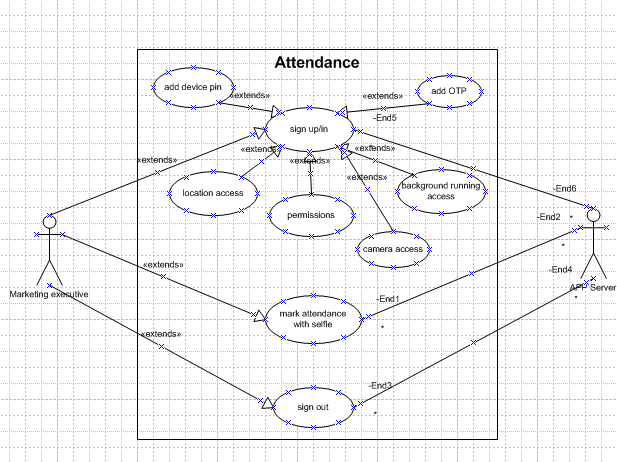 Attendance
add device pin
«extends»
«extends»
add OTP
-End5
sign up/in
«extends»
«extends»
«extends»
«extends»
«extends»
location access
background running
access
-End6
permissions
-End2
*
camera access
*
«extends»
-End4
Marketing executive
APP Server
*
-End1
mark attendance
with selfie
*
«extends»
-End3
sign out
*